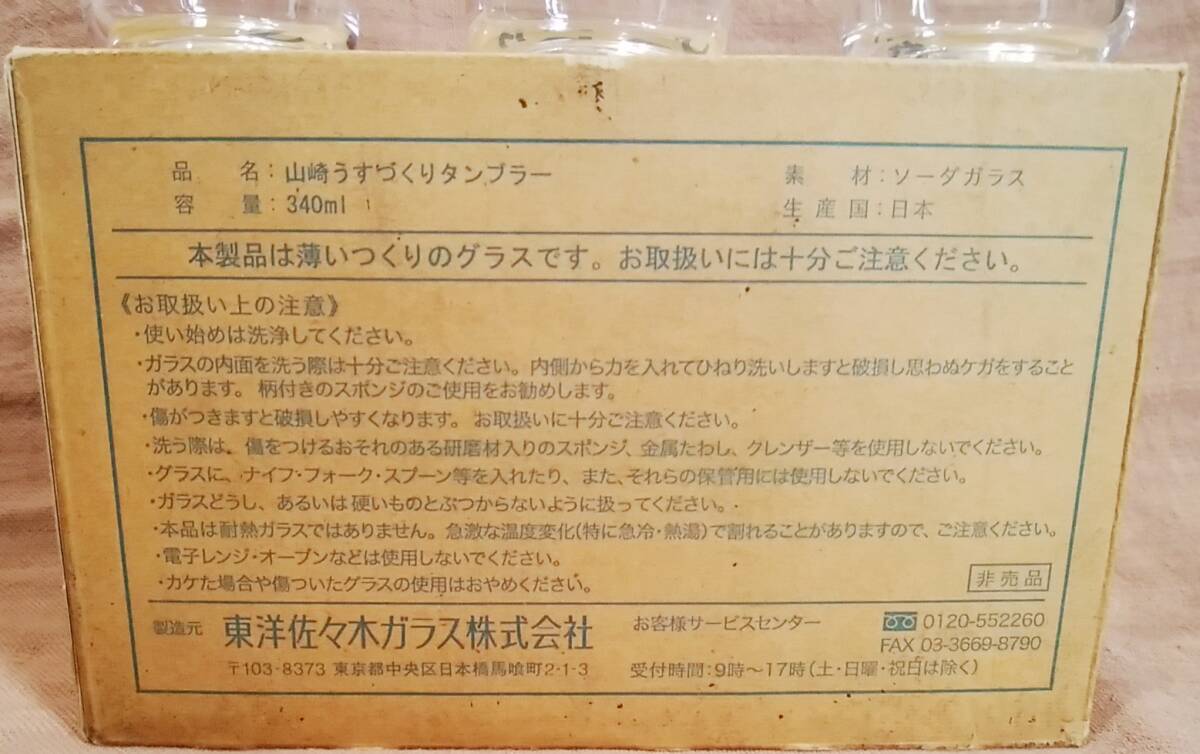 品 名：山崎うすづくりタンブラー
素 材：ソーダガラス
容 量：340ml
生産国：日本
本製品は薄いつくりのグラスです。お取扱いには十分ご注意ください。
《お取扱い上の注意》
・使い始めは洗浄してください。
・ガラスの内面を洗う際は十分ご注意ください。内側から力を入れてひねり洗いしますと破損し思わぬケガをすること
があります。柄付きのスポンジのご使用をお勧めします。
・傷がつきますと破損しやすくなります。お取扱いに十分ご注意ください。
・洗う際は、傷をつけるおそれのある研磨材入りのスポンジ、金属たわし、クレンザー等を使用しないでください。
・グラスに、ナイフ・フォーク・スプーン等を入れたり、また、それらの保管用には使用しないでください。
・ガラスどうし、あるいは硬いものとぶつからないように扱ってください。
・本品は耐熱ガラスではありません。急激な温度変化（特に急冷・熱湯）で割れることがありますので、ご注意ください。
・電子レンジ・オーブンなどは使用しないでください。
・カケた場合や傷ついたグラスの使用はおやめください。
非売品
製造元 東洋佐々木ガラス株式会社
〒103-8373 東京都中央区日本橋馬喰町2-1-3
お客様サービスセンター 0120-552260
FAX 03-3669-8790
受付時間：9時～17時（土・日曜・祝日は除く）